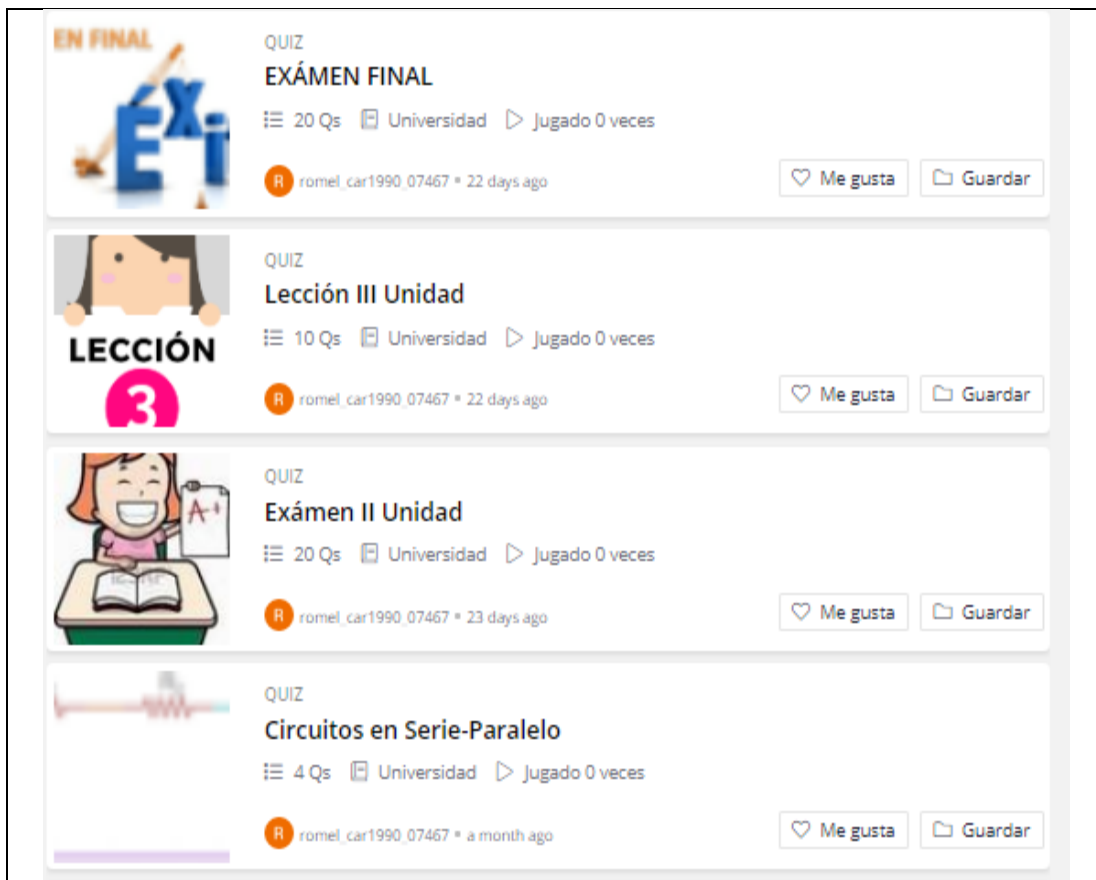 EN FINAL
ÉXi
QUIZ
EXÁMEN FINAL
20 Qs Universidad Jugado 0 veces
R romel_car1990_07467 • 22 days ago
Me gusta Guardar
LECCIÓN
3
QUIZ
Lección III Unidad
10 Qs Universidad Jugado 0 veces
R romel_car1990_07467 • 22 days ago
Me gusta Guardar
A+
QUIZ
Exámen II Unidad
20 Qs Universidad Jugado 0 veces
R romel_car1990_07467 • 23 days ago
Me gusta Guardar
QUIZ
Circuitos en Serie-Paralelo
4 Qs Universidad Jugado 0 veces
R romel_car1990_07467 • a month ago
Me gusta Guardar